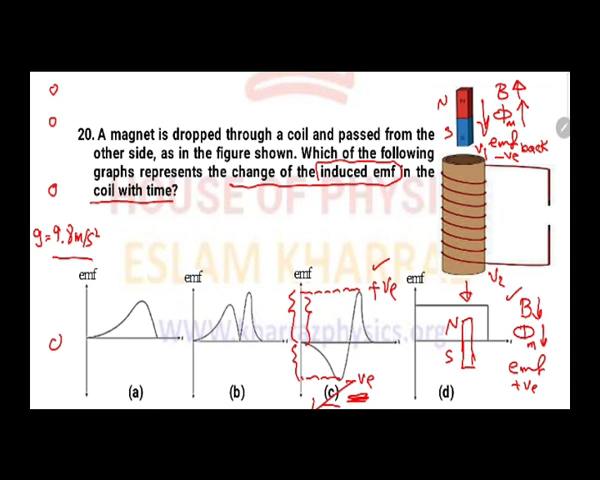 20. A magnet is dropped through a coil and passed from the
other side, as in the figure shown. Which of the following
graphs represents the change of the induced emf in the
coil with time?
HOUSE OF PHYSI
ESLAM KHARRAZ
www.kharrazphysics.org
g=9.8m/s²
N
S
B↑
Φm↑
V1
emf back
-ve
V2
B↓
Φm↓
emf
+ve
N
S
emf
emf
emf
emf
+ve
-ve
(a)
(b)
(c)
(d)